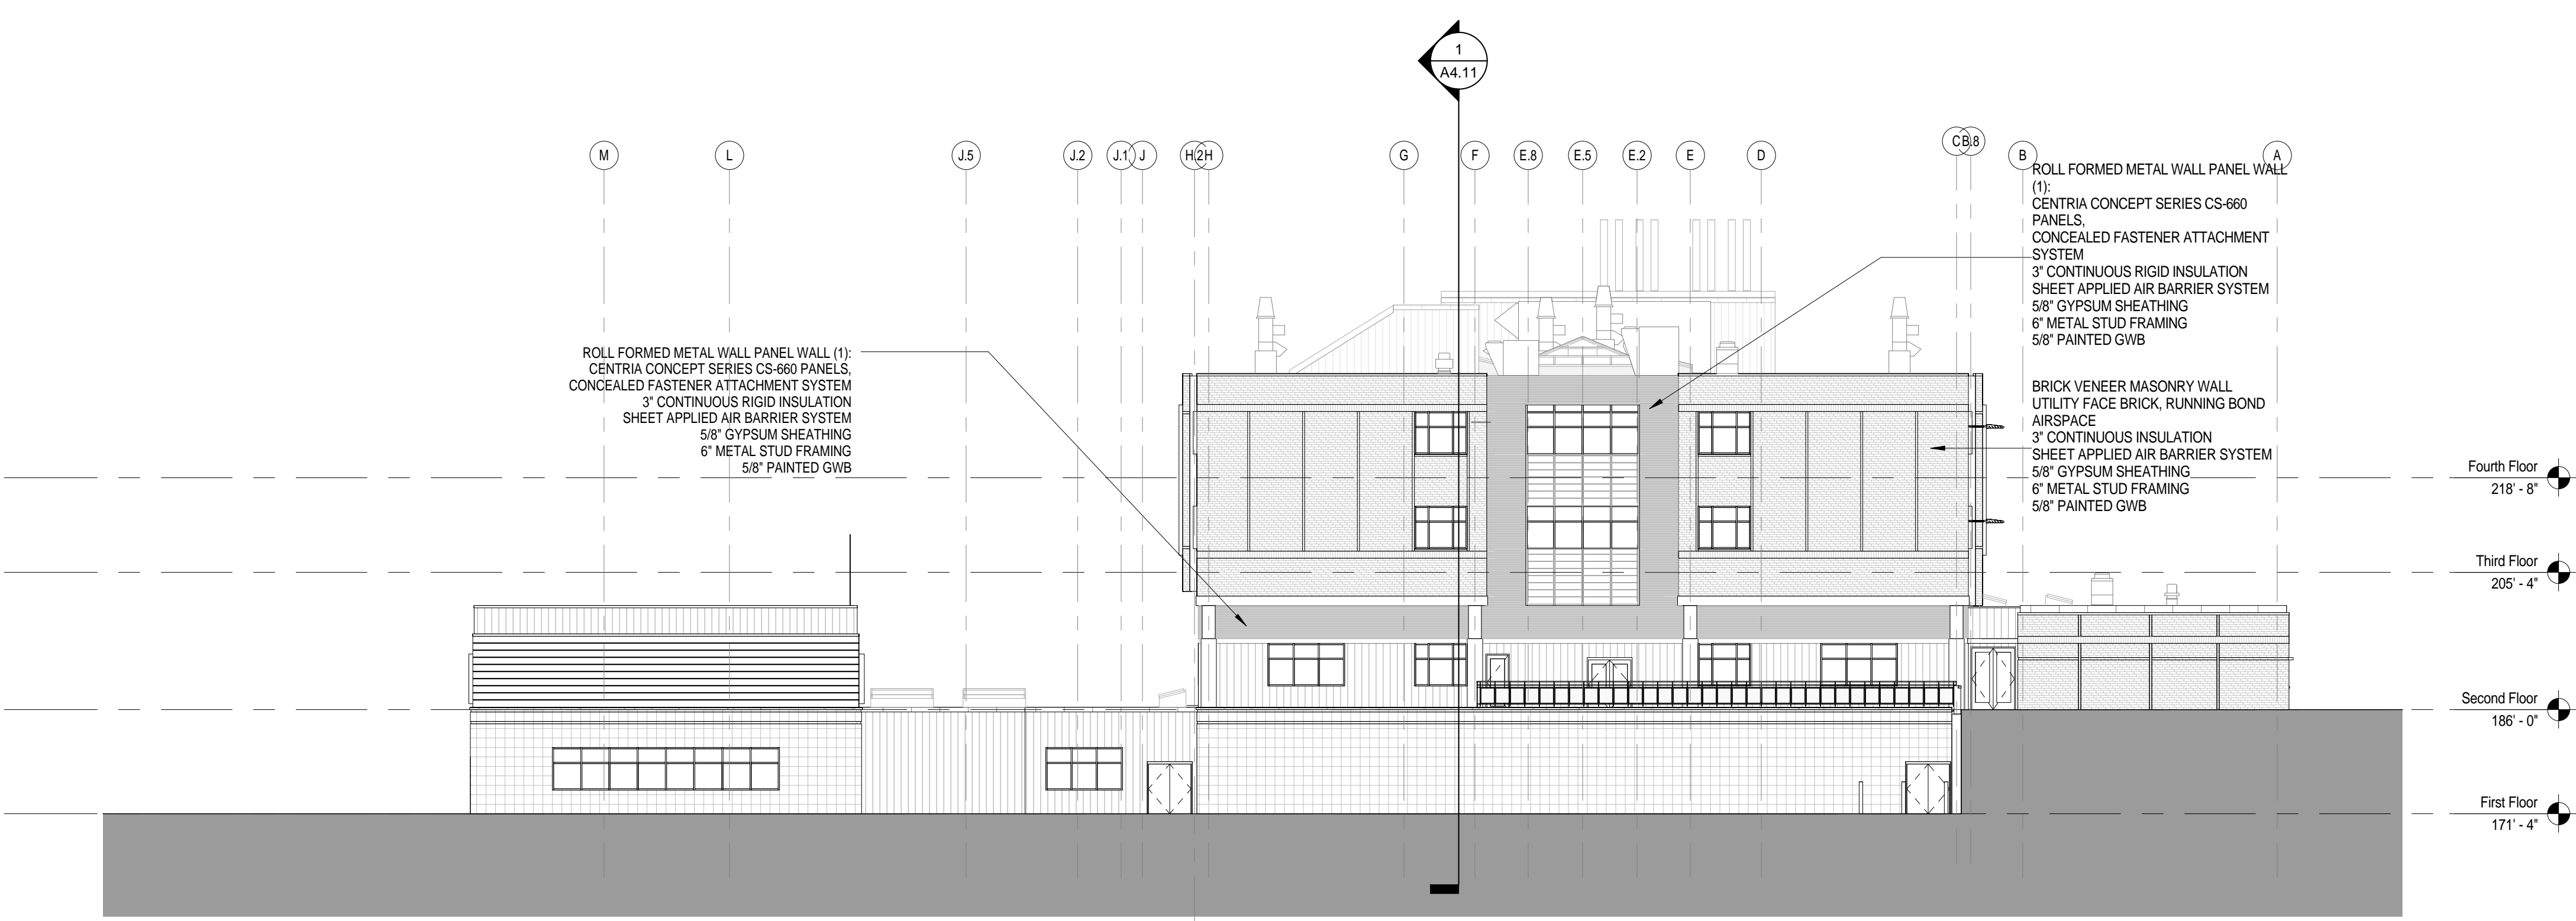 1
A4.11
M
L
J.5
J.2
J.1
J
H.2
H
G
F
E.8
E.5
E.2
E
D
C
B.8
B
A
ROLL FORMED METAL WALL PANEL WALL
(1):
CENTRIA CONCEPT SERIES CS-660
PANELS,
CONCEALED FASTENER ATTACHMENT
SYSTEM
3" CONTINUOUS RIGID INSULATION
SHEET APPLIED AIR BARRIER SYSTEM
5/8" GYPSUM SHEATHING
6" METAL STUD FRAMING
5/8" PAINTED GWB
ROLL FORMED METAL WALL PANEL WALL (1):
CENTRIA CONCEPT SERIES CS-660 PANELS,
CONCEALED FASTENER ATTACHMENT SYSTEM
3" CONTINUOUS RIGID INSULATION
SHEET APPLIED AIR BARRIER SYSTEM
5/8" GYPSUM SHEATHING
6" METAL STUD FRAMING
5/8" PAINTED GWB
BRICK VENEER MASONRY WALL
UTILITY FACE BRICK, RUNNING BOND
AIRSPACE
3" CONTINUOUS INSULATION
SHEET APPLIED AIR BARRIER SYSTEM
5/8" GYPSUM SHEATHING
6" METAL STUD FRAMING
5/8" PAINTED GWB
Fourth Floor
218' - 8"
Third Floor
205' - 4"
Second Floor
186' - 0"
First Floor
171' - 4"